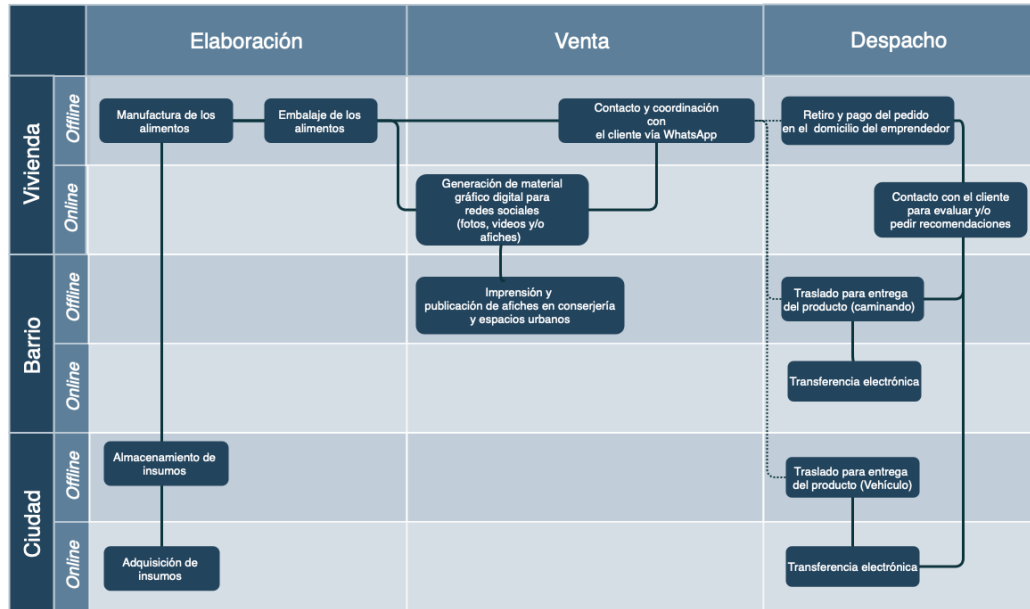 Elaboración
Venta
Despacho
Vivienda
Offline
Manufactura de los
alimentos
Embalaje de los
alimentos
Contacto y coordinación
con
el cliente vía WhatsApp
Retiro y pago del pedido
en el domicilio del emprendedor
Online
Generación de material
gráfico digital para
redes sociales
(fotos, videos y/o
afiches)
Contacto con el cliente
para evaluar y/o
pedir recomendaciones
Barrio
Offline
Imprensión y
publicación de afiches en conserjería
y espacios urbanos
Traslado para entrega
del producto (caminando)
Online
Transferencia electrónica
Ciudad
Offline
Almacenamiento de
insumos
Traslado para entrega
del producto (Vehículo)
Online
Adquisición de
insumos
Transferencia electrónica